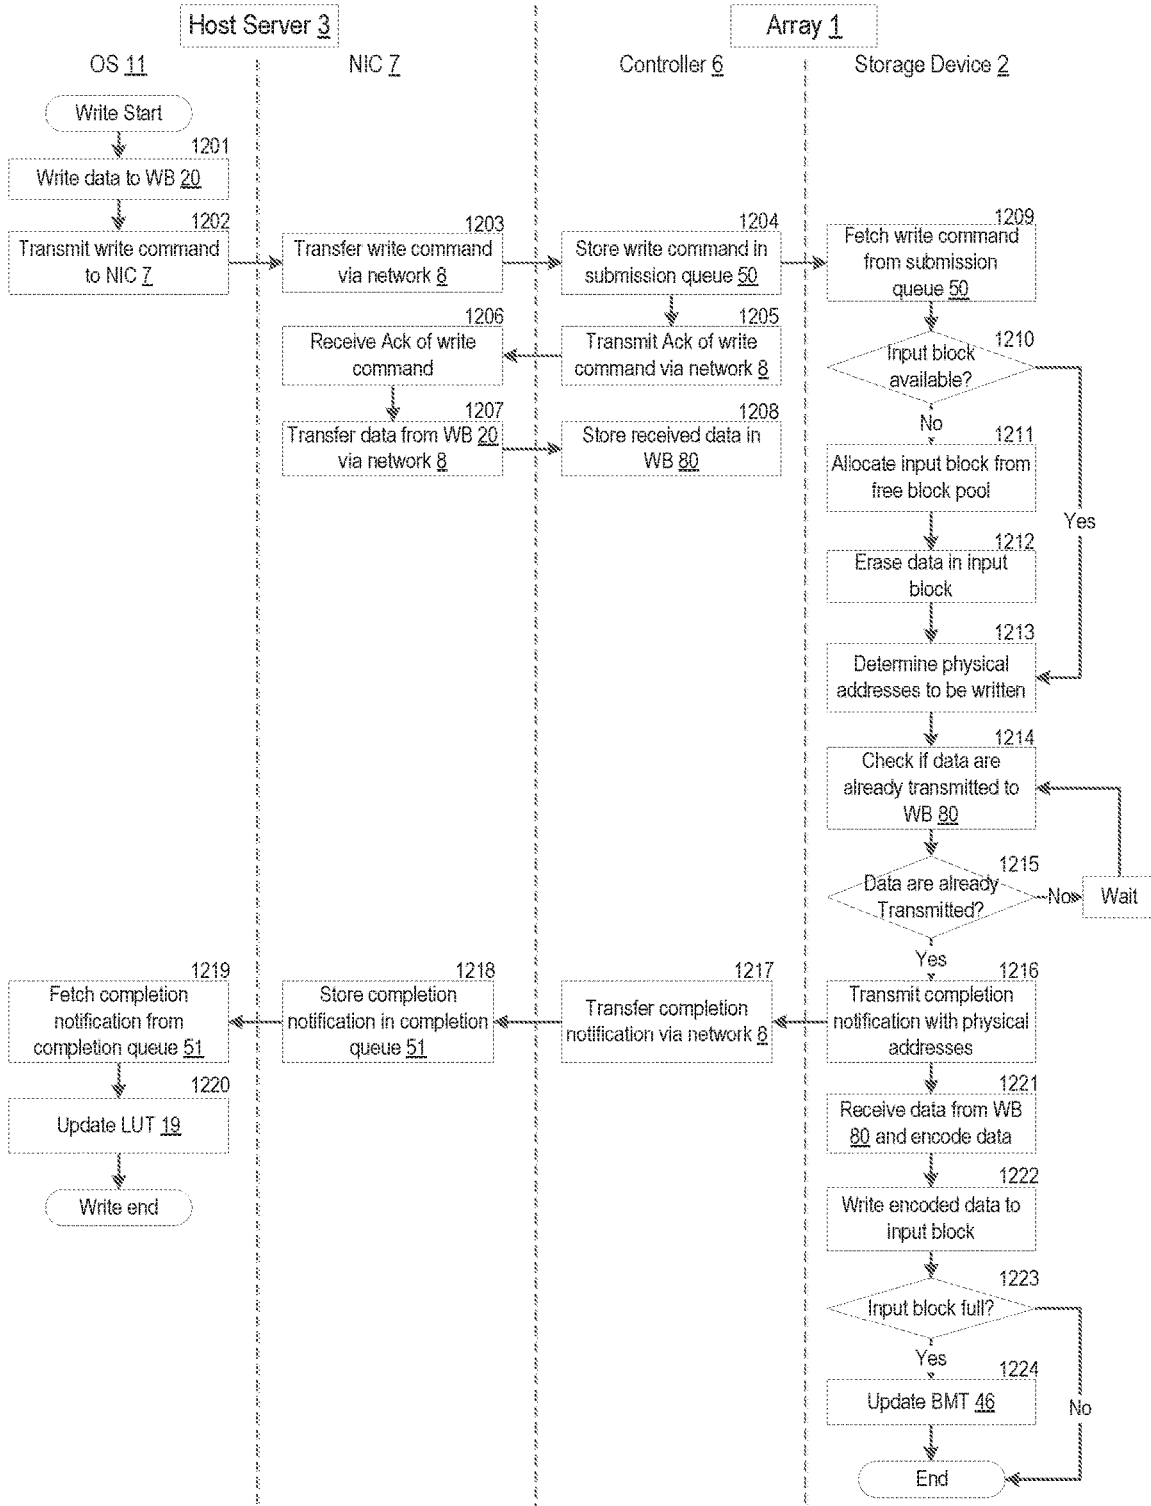 Host Server 3
Array 1
OS 11
NIC 7
Controller 6
Storage Device 2
Write Start
1201
Write data to WB 20
1202
Transmit write command
to NIC 7
1203
Transfer write command
via network 8
1204
Store write command in
submission queue 50
1209
Fetch write command
from submission
queue 50
1206
Receive Ack of write
command
1205
Transmit Ack of write
command via network 8
1210
Input block
available?
No
Yes
1207
Transfer data from WB 20
via network 8
1208
Store received data in
WB 80
1211
Allocate input block from
free block pool
1212
Erase data in input
block
1213
Determine physical
addresses to be written
1214
Check if data are
already transmitted to
WB 80
1215
Data are already
Transmitted?
No
Wait
Yes
1219
Fetch completion
notification from
completion queue 51
1218
Store completion
notification in completion
queue 51
1217
Transfer completion
notification via network 8
1216
Transmit completion
notification with physical
addresses
1220
Update LUT 19
Write end
1221
Receive data from WB
80 and encode data
1222
Write encoded data to
input block
1223
Input block full?
Yes
No
1224
Update BMT 46
End